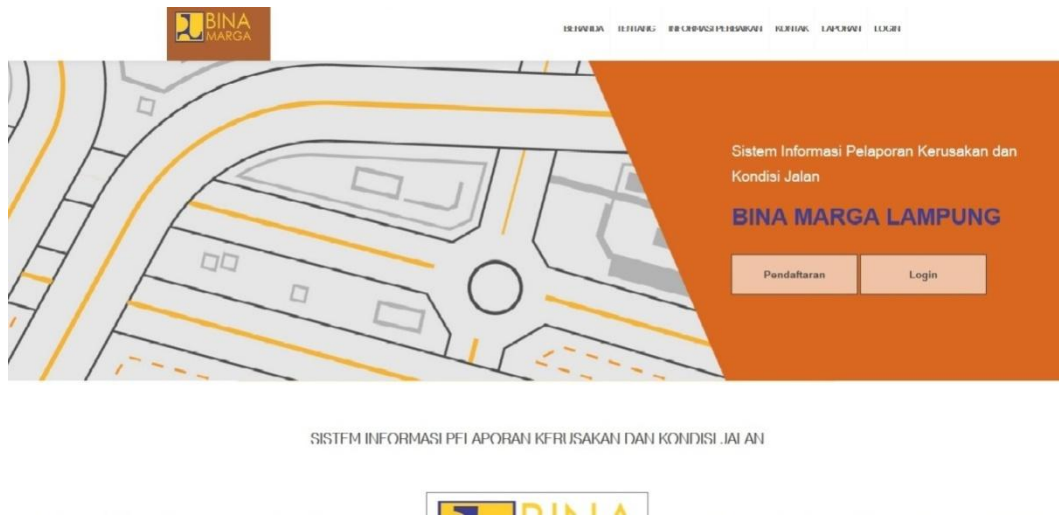 BINA
MARGA
BERANDA TENTANG INFORMASI PERBAIKAN KONTAK LAPORAN LOGIN
Sistem Informasi Pelaporan Kerusakan dan
Kondisi Jalan
BINA MARGA LAMPUNG
Pendaftaran Login
SISTEM INFORMASI PELAPORAN KERUSAKAN DAN KONDISI JALAN
BINA